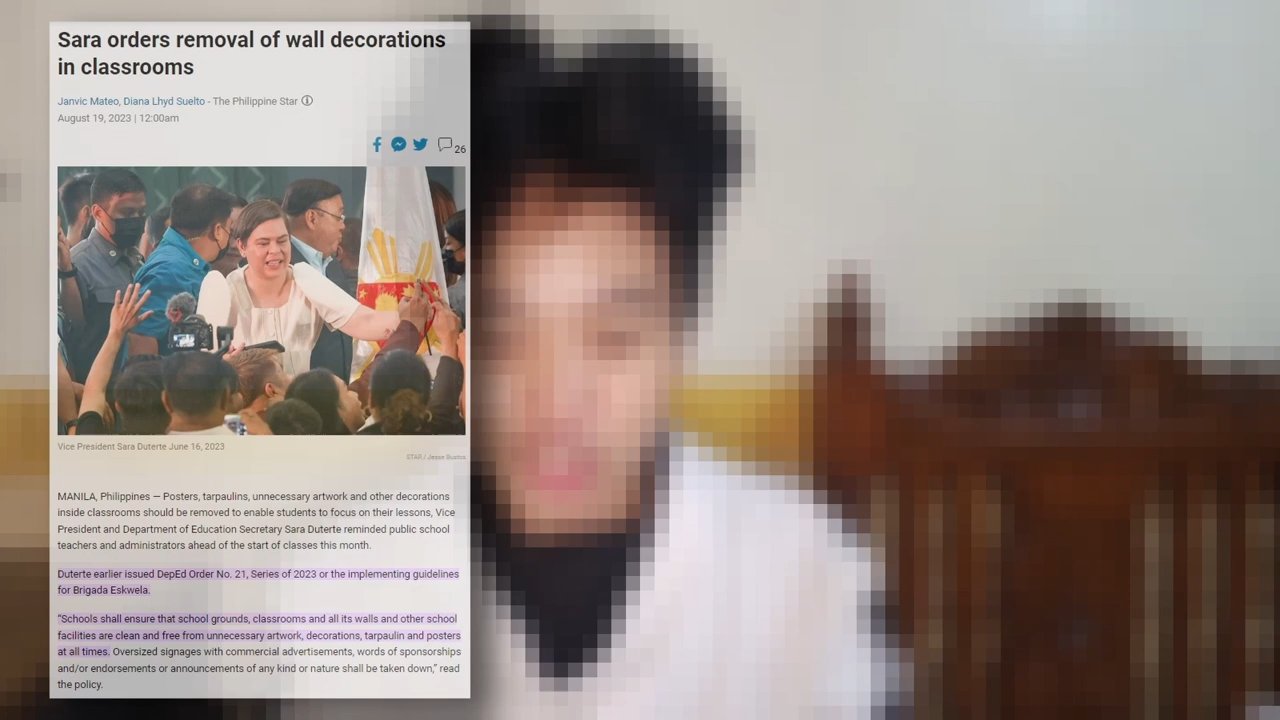 Sara orders removal of wall decorations
in classrooms
Janvic Mateo, Diana Lhyd Suelto - The Philippine Star
August 19, 2023 | 12:00am
26
Vice President Sara Duterte June 16, 2023
STAR / Jesse Bustos
MANILA, Philippines — Posters, tarpaulins, unnecessary artwork and other decorations
inside classrooms should be removed to enable students to focus on their lessons, Vice
President and Department of Education Secretary Sara Duterte reminded public school
teachers and administrators ahead of the start of classes this month.
Duterte earlier issued DepEd Order No. 21, Series of 2023 or the implementing guidelines
for Brigada Eskwela.
“Schools shall ensure that school grounds, classrooms and all its walls and other school
facilities are clean and free from unnecessary artwork, decorations, tarpaulin and posters
at all times. Oversized signages with commercial advertisements, words of sponsorships
and/or endorsements or announcements of any kind or nature shall be taken down,” read
the policy.